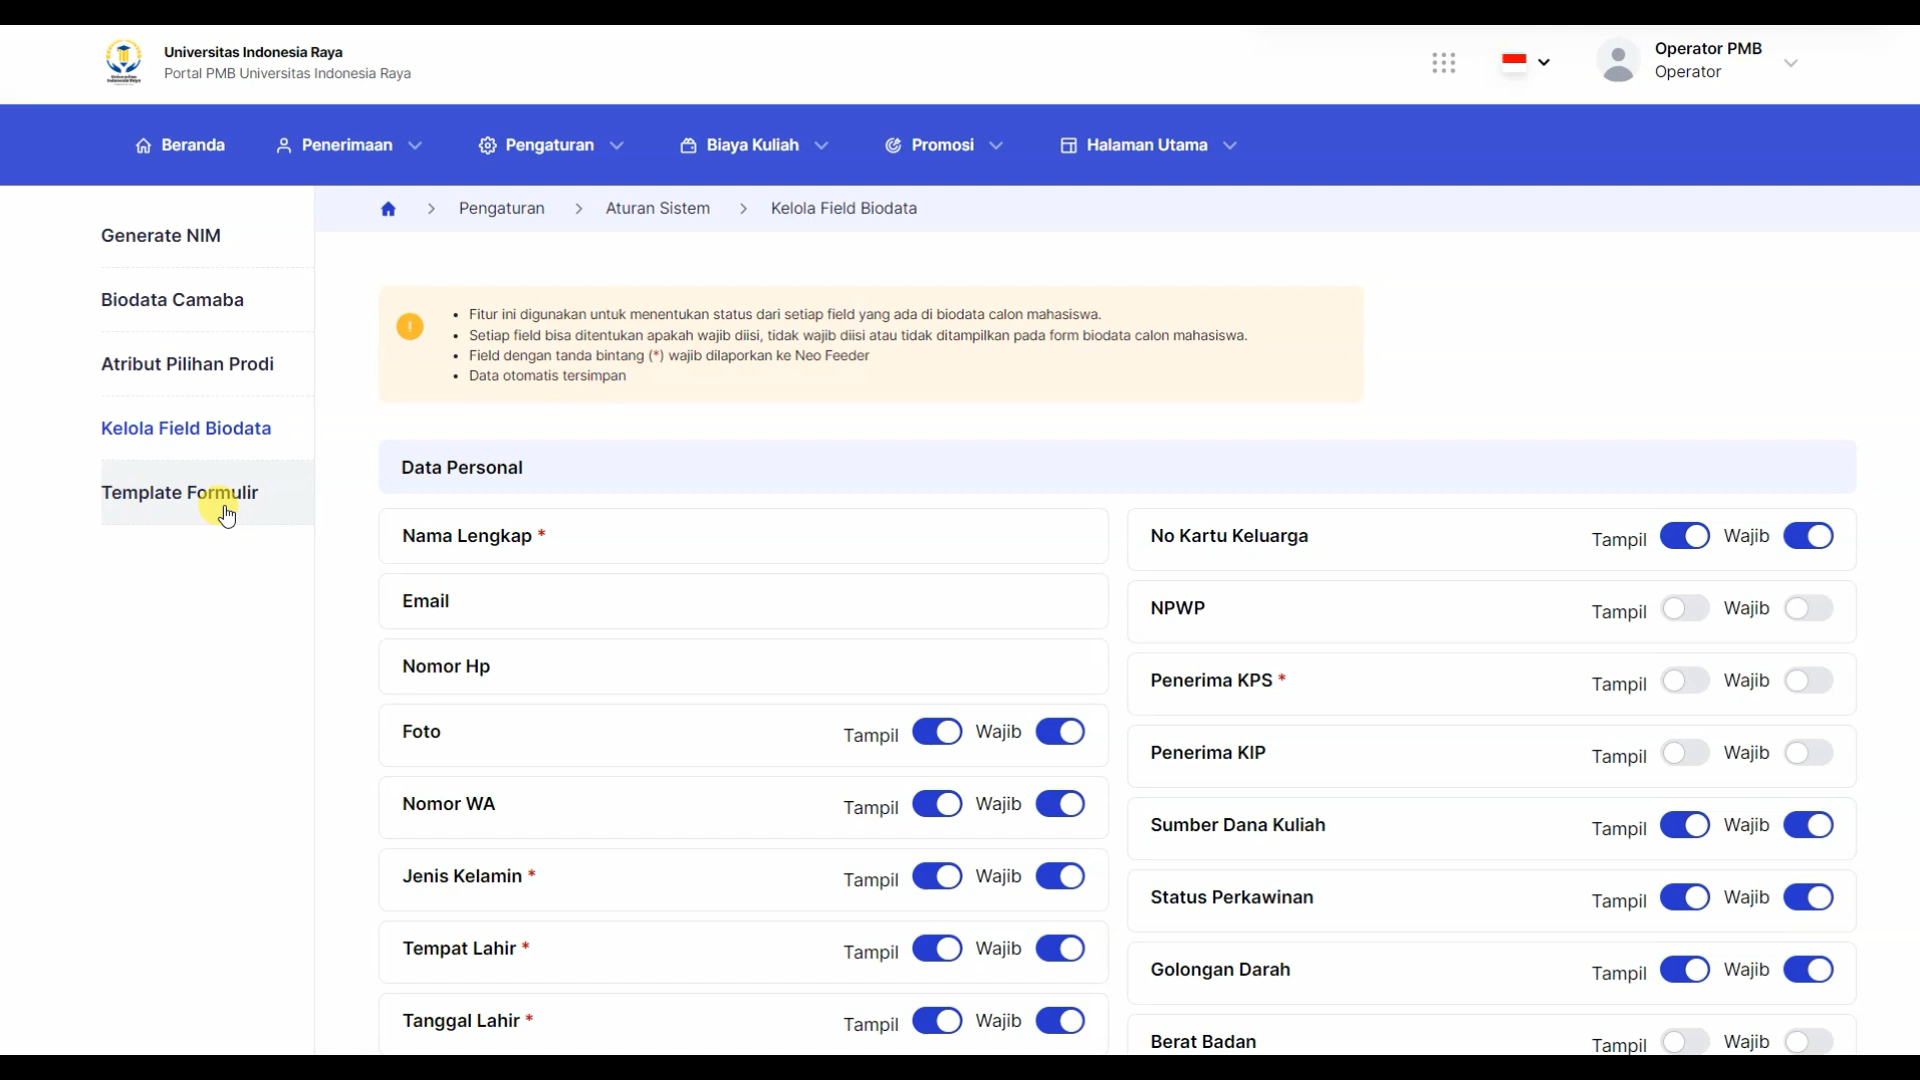 Universitas Indonesia Raya
Portal PMB Universitas Indonesia Raya
Operator PMB
Operator
Beranda
Penerimaan
Pengaturan
Biaya Kuliah
Promosi
Halaman Utama
Generate NIM
Biodata Camaba
Atribut Pilihan Prodi
Kelola Field Biodata
Template Formulir
Pengaturan > Aturan Sistem > Kelola Field Biodata
• Fitur ini digunakan untuk menentukan status dari setiap field yang ada di biodata calon mahasiswa.
• Setiap field bisa ditentukan apakah wajib diisi, tidak wajib diisi atau tidak ditampilkan pada form biodata calon mahasiswa.
• Field dengan tanda bintang (*) wajib dilaporkan ke Neo Feeder
• Data otomatis tersimpan
Data Personal
Nama Lengkap *
Email
Nomor Hp
Foto Tampil Wajib
Nomor WA Tampil Wajib
Jenis Kelamin * Tampil Wajib
Tempat Lahir * Tampil Wajib
Tanggal Lahir * Tampil Wajib
No Kartu Keluarga Tampil Wajib
NPWP Tampil Wajib
Penerima KPS * Tampil Wajib
Penerima KIP Tampil Wajib
Sumber Dana Kuliah Tampil Wajib
Status Perkawinan Tampil Wajib
Golongan Darah Tampil Wajib
Berat Badan Tampil Wajib